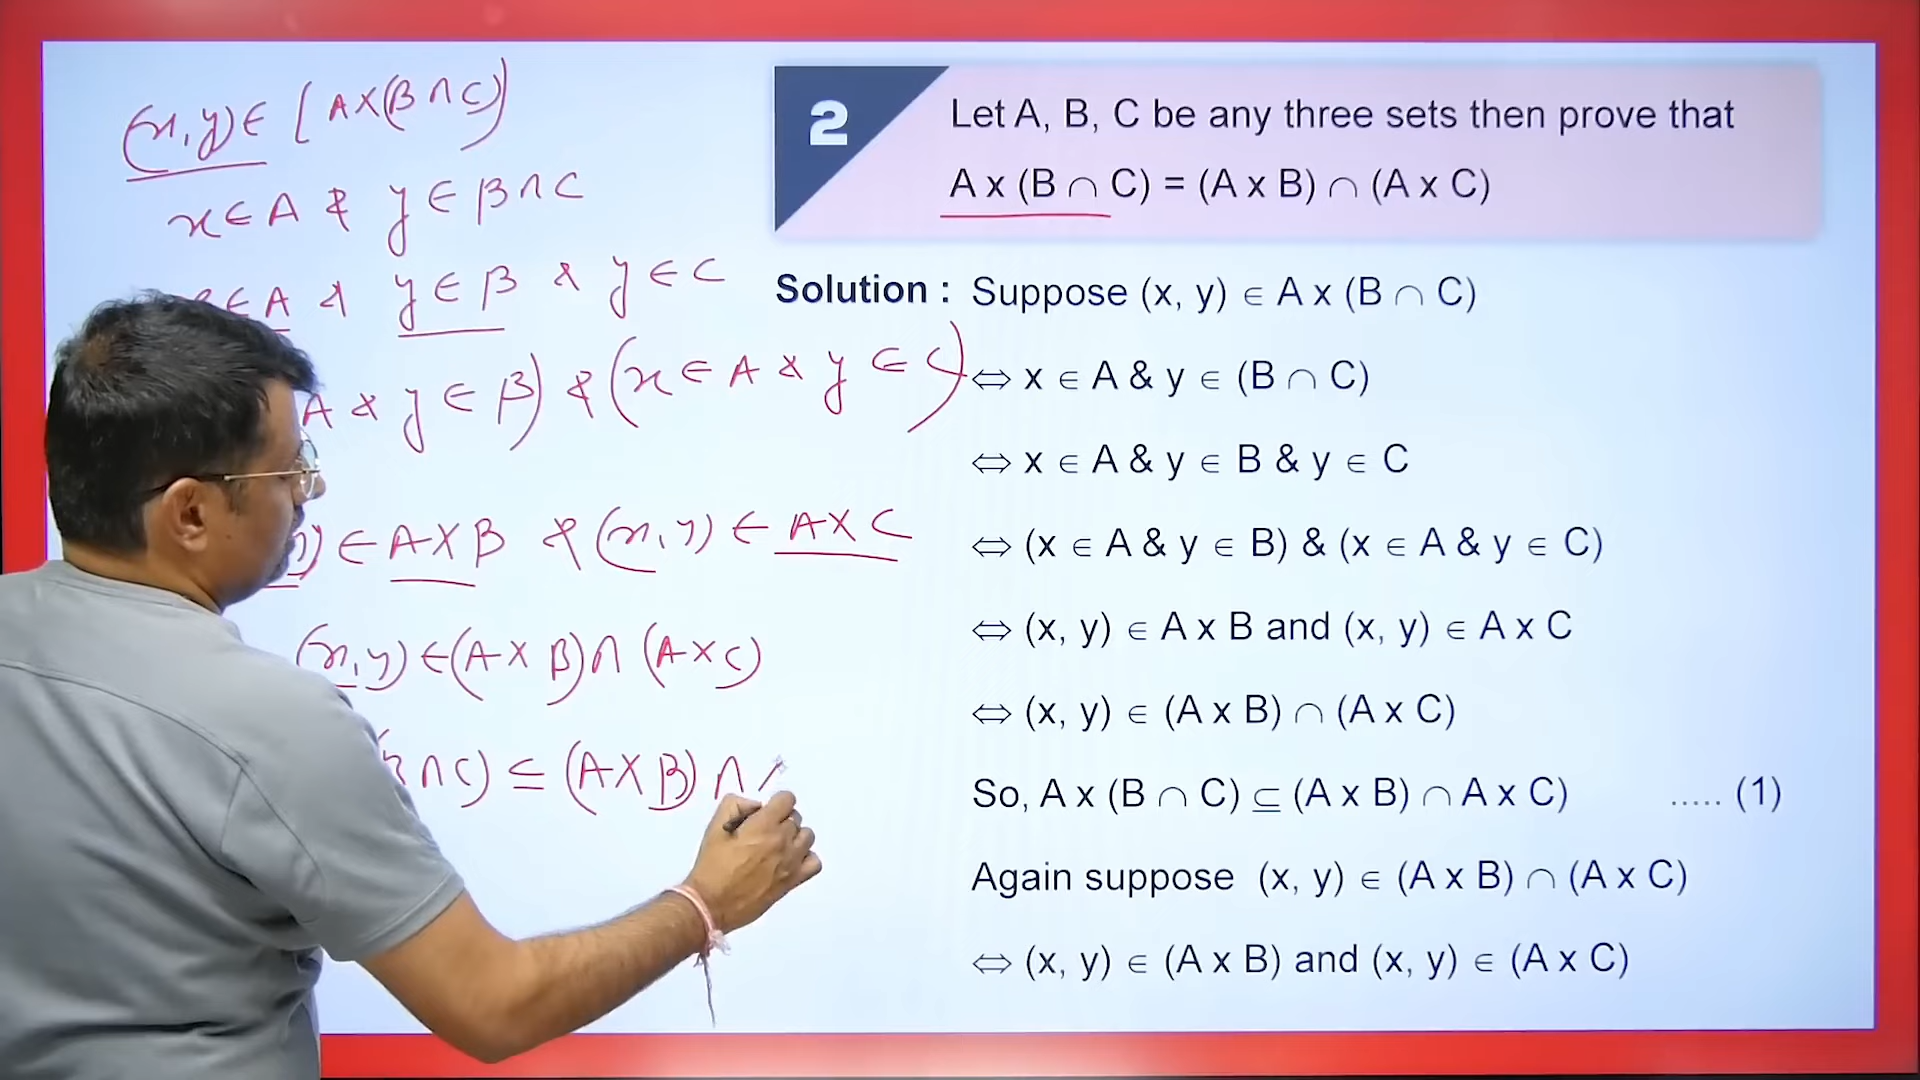 (x, y) ∈ [A×(B∩C)
x ∈ A & y ∈ B∩C
∈ A & y ∈ B & y ∈ C
A & y ∈ B) & (x ∈ A & y ∈ C)
) ∈ A×B & (x, y) ∈ A×C
(x, y) ∈ (A×B) ∩ (A×C)
∩C) ⊆ (A×B) ∩
2
Let A, B, C be any three sets then prove that
A x (B ∩ C) = (A x B) ∩ (A x C)
Solution : Suppose (x, y) ∈ A x (B ∩ C)
⇔ x ∈ A & y ∈ (B ∩ C)
⇔ x ∈ A & y ∈ B & y ∈ C
⇔ (x ∈ A & y ∈ B) & (x ∈ A & y ∈ C)
⇔ (x, y) ∈ A x B and (x, y) ∈ A x C
⇔ (x, y) ∈ (A x B) ∩ (A x C)
So, A x (B ∩ C) ⊆ (A x B) ∩ A x C) ..... (1)
Again suppose (x, y) ∈ (A x B) ∩ (A x C)
⇔ (x, y) ∈ (A x B) and (x, y) ∈ (A x C)